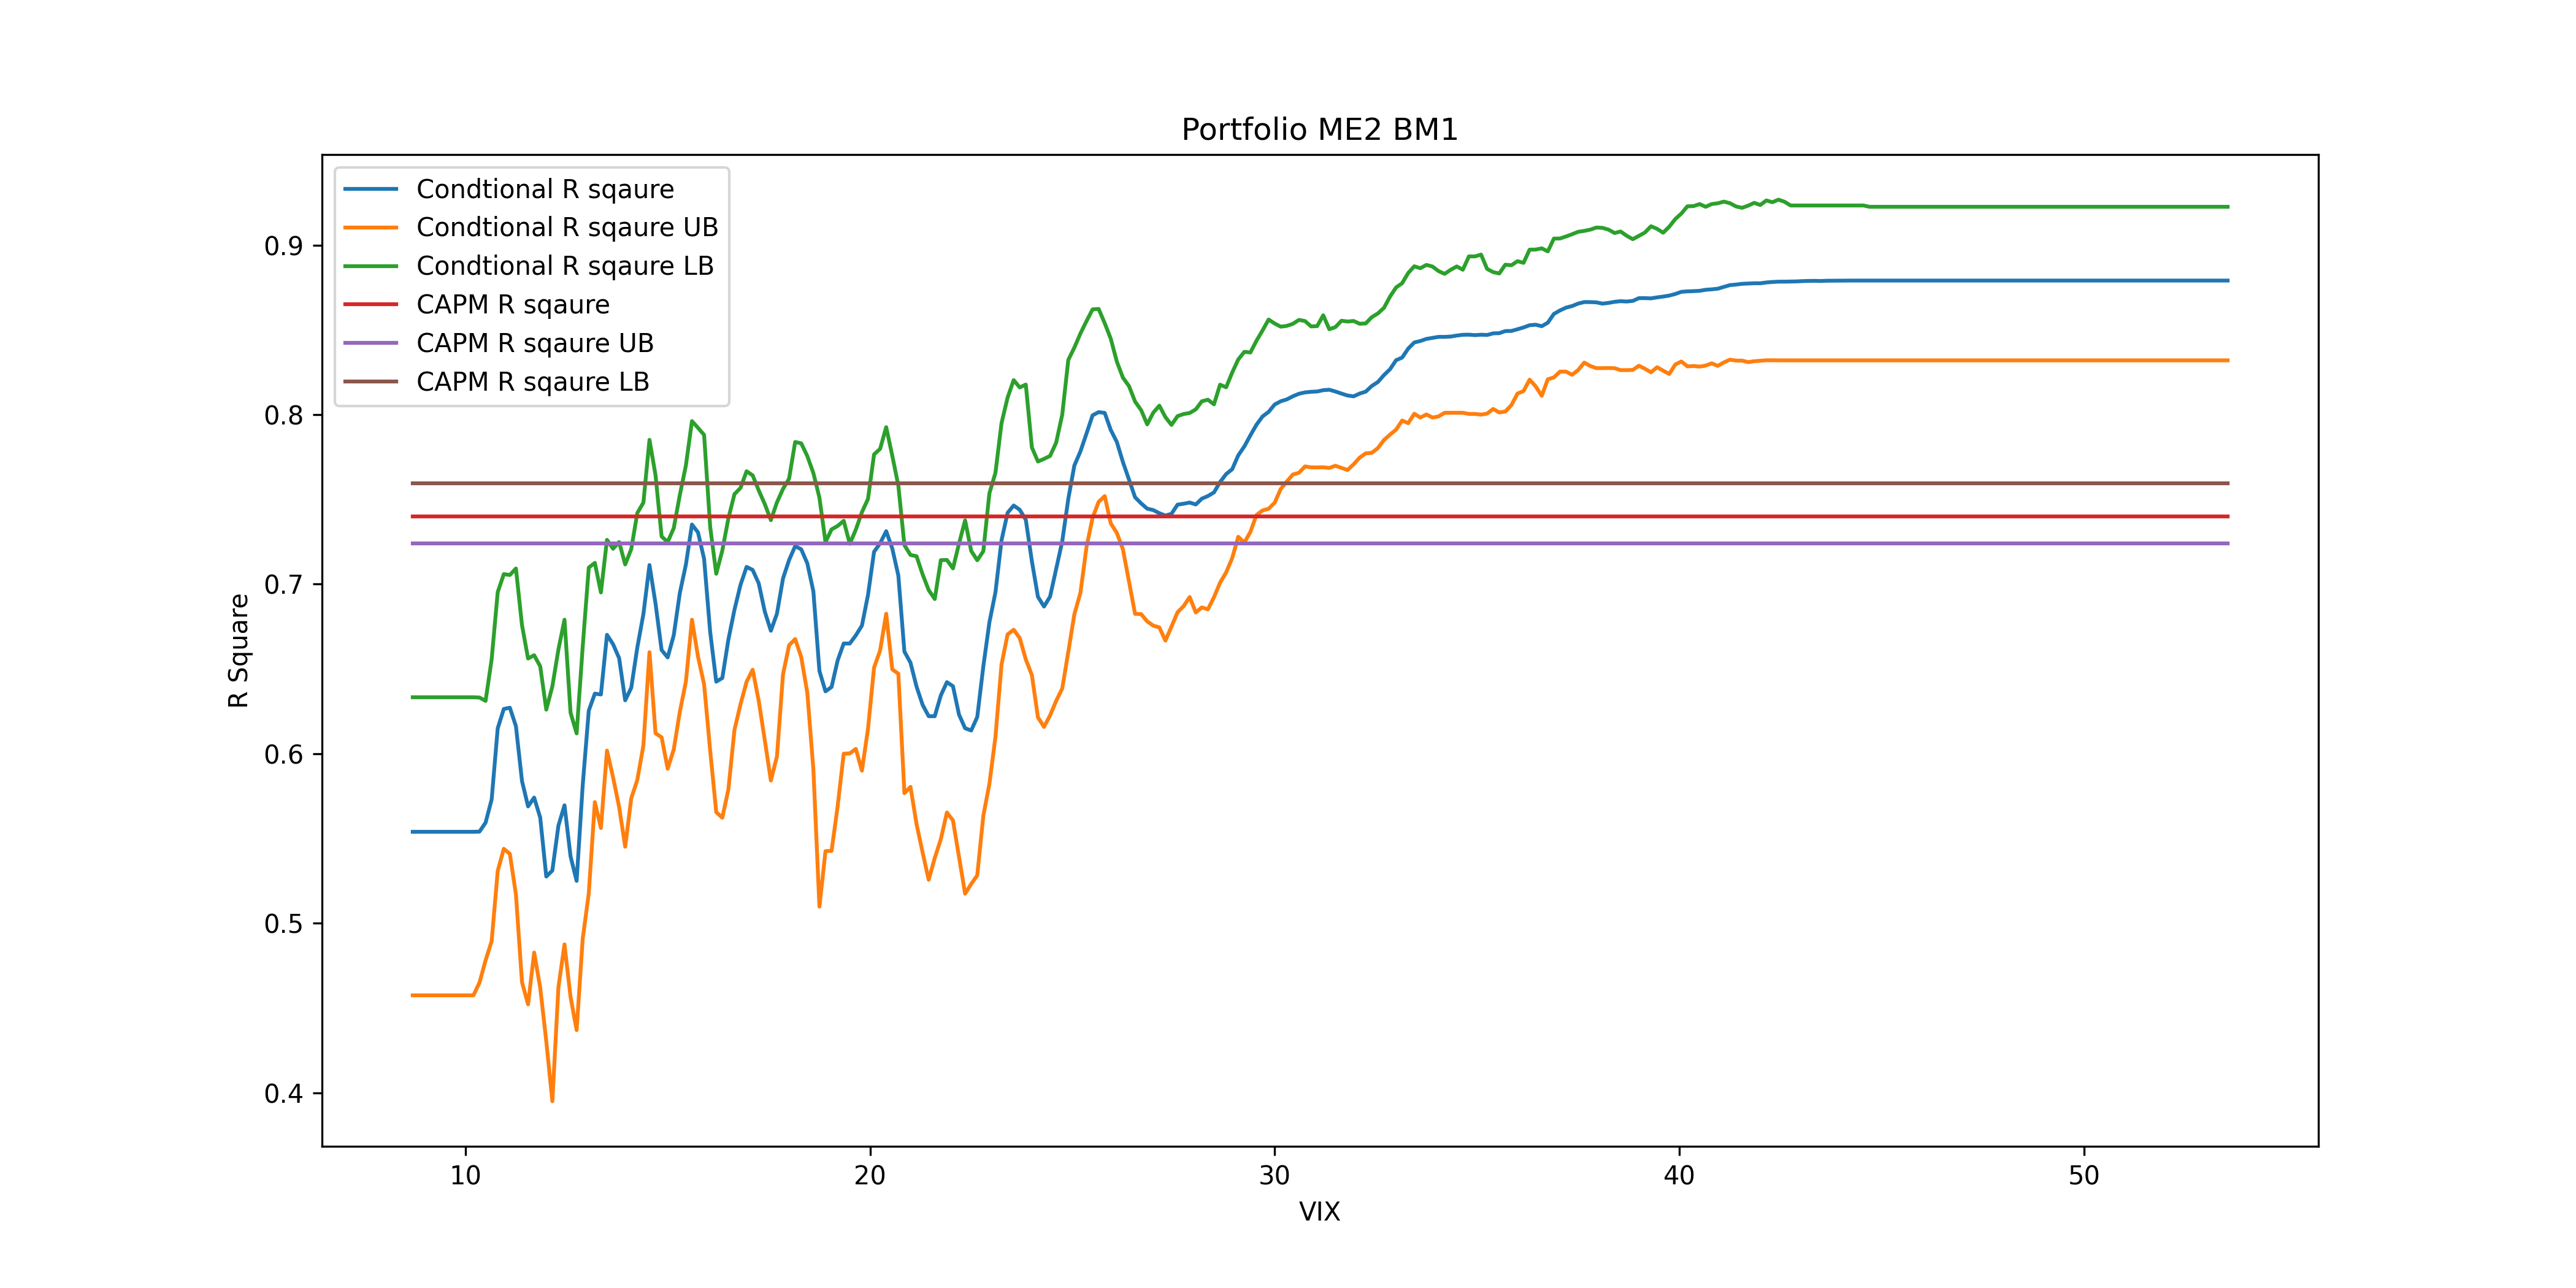 Portfolio ME2 BM1
Condtional R sqaure
Condtional R sqaure UB
Condtional R sqaure LB
CAPM R sqaure
CAPM R sqaure UB
CAPM R sqaure LB
0.9
0.8
0.7
0.6
0.5
0.4
R Square
10 20 30 40 50
VIX